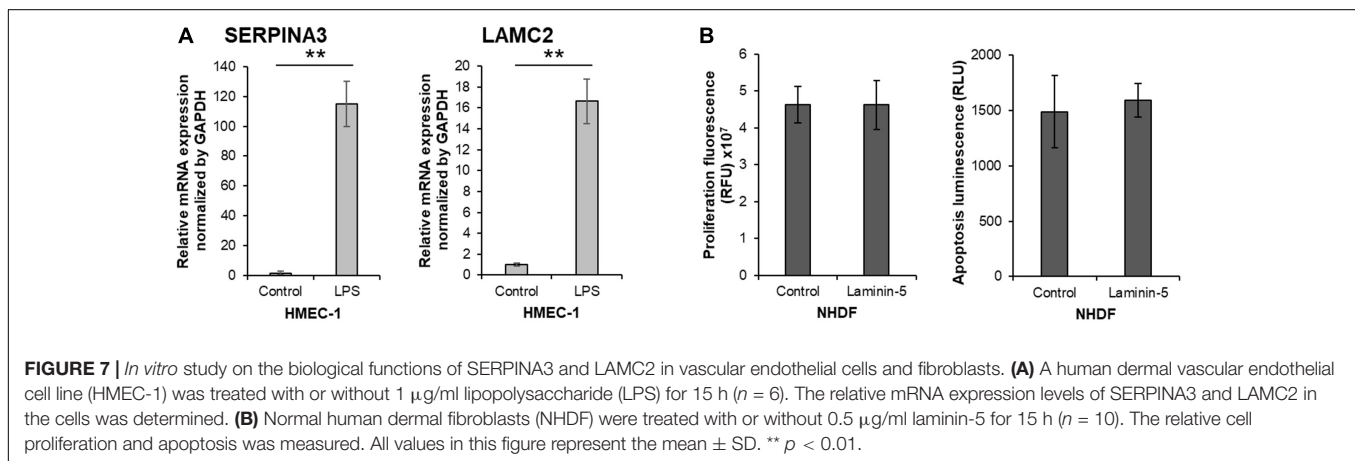 A
SERPINA3
**
Relative mRNA expression
normalized by GAPDH
140
120
100
80
60
40
20
0
Control
LPS
HMEC-1
LAMC2
**
Relative mRNA expression
normalized by GAPDH
20
18
16
14
12
10
8
6
4
2
0
Control
LPS
HMEC-1
B
Proliferation fluorescence
(RFU) x10⁷
6
5
4
3
2
1
0
Control
Laminin-5
NHDF
Apoptosis luminescence (RLU)
2000
1500
1000
500
0
Control
Laminin-5
NHDF
FIGURE 7 | In vitro study on the biological functions of SERPINA3 and LAMC2 in vascular endothelial cells and fibroblasts. (A) A human dermal vascular endothelial
cell line (HMEC-1) was treated with or without 1 μg/ml lipopolysaccharide (LPS) for 15 h (n = 6). The relative mRNA expression levels of SERPINA3 and LAMC2 in
the cells was determined. (B) Normal human dermal fibroblasts (NHDF) were treated with or without 0.5 μg/ml laminin-5 for 15 h (n = 10). The relative cell
proliferation and apoptosis was measured. All values in this figure represent the mean ± SD. ** p < 0.01.